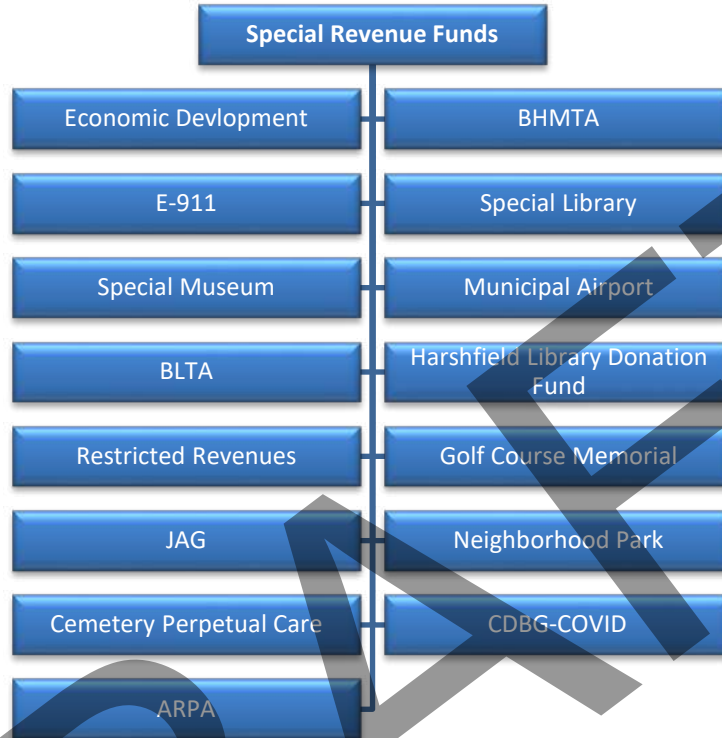 Special Revenue Funds
Economic Devlopment
BHMTA
E-911
Special Library
Special Museum
Municipal Airport
BLTA
Harshfield Library Donation
Fund
Restricted Revenues
Golf Course Memorial
JAG
Neighborhood Park
Cemetery Perpetual Care
CDBG-COVID
ARPA
DRAFT